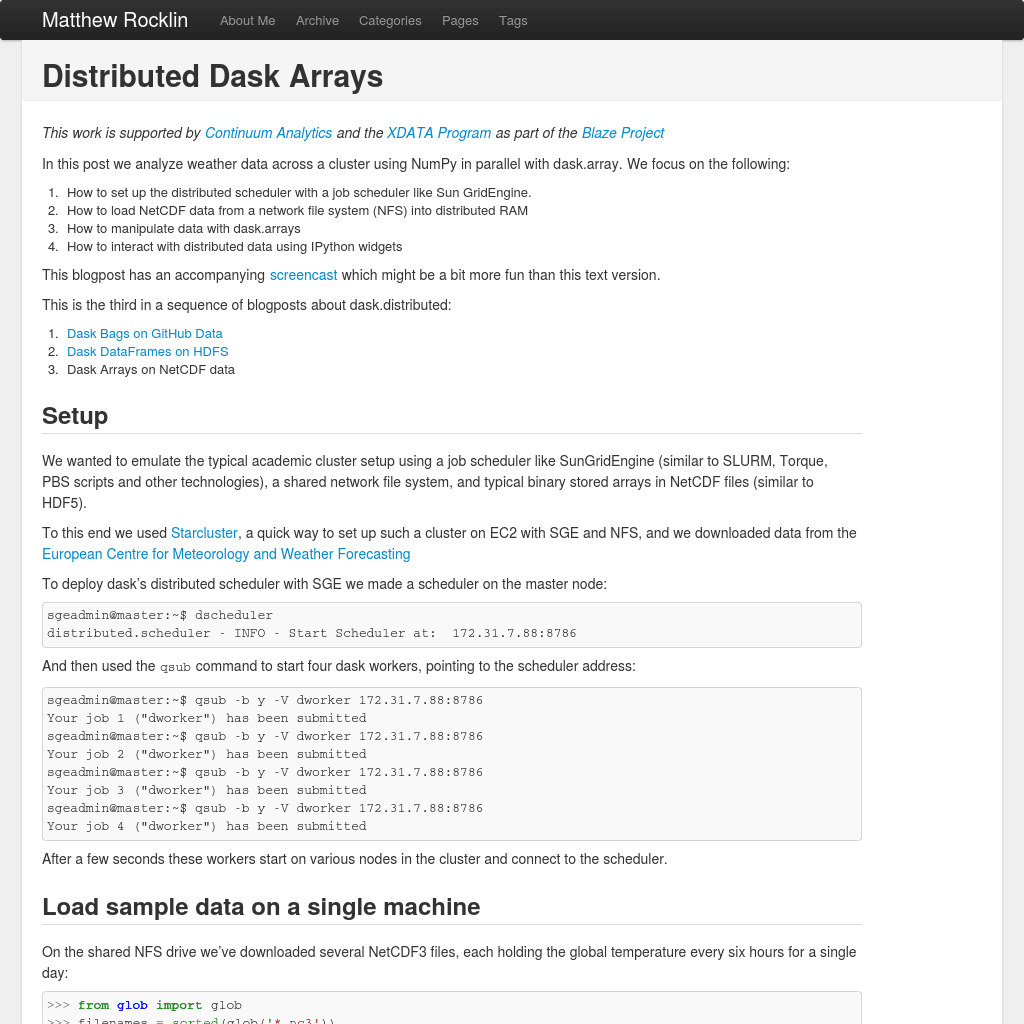 Matthew Rocklin About Me Archive Categories Pages Tags
Distributed Dask Arrays
This work is supported by Continuum Analytics and the XDATA Program as part of the Blaze Project
In this post we analyze weather data across a cluster using NumPy in parallel with dask.array. We focus on the following:
1. How to set up the distributed scheduler with a job scheduler like Sun GridEngine.
2. How to load NetCDF data from a network file system (NFS) into distributed RAM
3. How to manipulate data with dask.arrays
4. How to interact with distributed data using IPython widgets
This blogpost has an accompanying screencast which might be a bit more fun than this text version.
This is the third in a sequence of blogposts about dask.distributed:
1. Dask Bags on GitHub Data
2. Dask DataFrames on HDFS
3. Dask Arrays on NetCDF data
Setup
We wanted to emulate the typical academic cluster setup using a job scheduler like SunGridEngine (similar to SLURM, Torque,
PBS scripts and other technologies), a shared network file system, and typical binary stored arrays in NetCDF files (similar to
HDF5).
To this end we used Starcluster, a quick way to set up such a cluster on EC2 with SGE and NFS, and we downloaded data from the
European Centre for Meteorology and Weather Forecasting
To deploy dask’s distributed scheduler with SGE we made a scheduler on the master node:
sgeadmin@master:~$ dscheduler
distributed.scheduler - INFO - Start Scheduler at:  172.31.7.88:8786
And then used the qsub command to start four dask workers, pointing to the scheduler address:
sgeadmin@master:~$ qsub -b y -V dworker 172.31.7.88:8786
Your job 1 ("dworker") has been submitted
sgeadmin@master:~$ qsub -b y -V dworker 172.31.7.88:8786
Your job 2 ("dworker") has been submitted
sgeadmin@master:~$ qsub -b y -V dworker 172.31.7.88:8786
Your job 3 ("dworker") has been submitted
sgeadmin@master:~$ qsub -b y -V dworker 172.31.7.88:8786
Your job 4 ("dworker") has been submitted
After a few seconds these workers start on various nodes in the cluster and connect to the scheduler.
Load sample data on a single machine
On the shared NFS drive we’ve downloaded several NetCDF3 files, each holding the global temperature every six hours for a single
day:
>>> from glob import glob
>>> filenames = sorted(glob('*.nc3'))